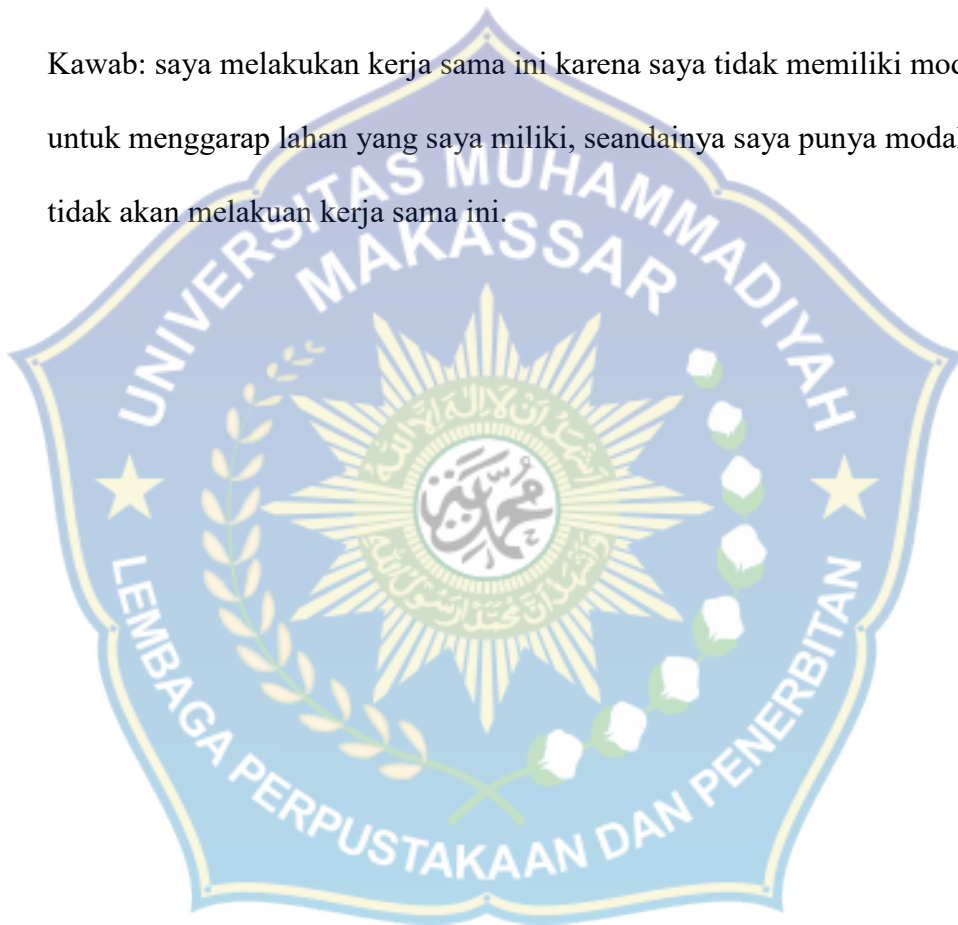 Kawab: saya melakukan kerja sama ini karena saya tidak memiliki mod
untuk menggarap lahan yang saya miliki, seandainya saya punya modal
tidak akan melakuan kerja sama ini.
UNIVERSITAS MUHAMMADIYAH
MAKASSAR
LEMBAGA PERPUSTAKAAN DAN PENERBITAN